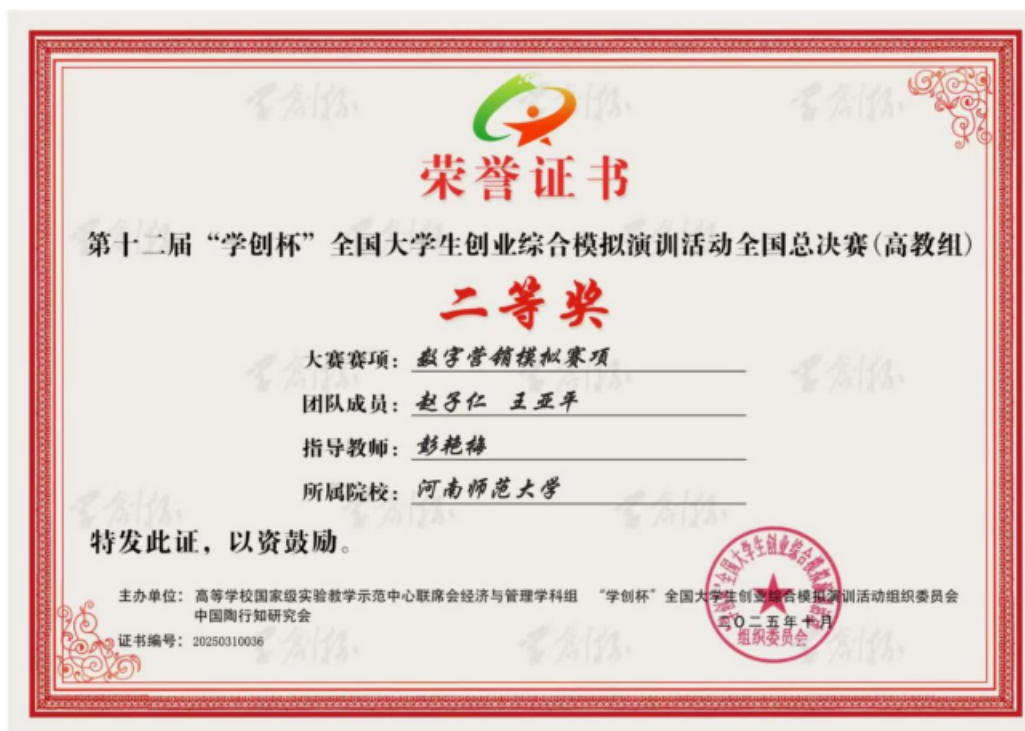 荣誉证书
第十二届“学创杯”全国大学生创业综合模拟演训活动全国总决赛(高教组)
二等奖
大赛赛项：数字营销模拟赛项
团队成员：赵子仁 王亚平
指导教师：彭艳梅
所属院校：河南师范大学
特发此证，以资鼓励。
主办单位：高等学校国家级实验教学示范中心联席会经济与管理学科组 “学创杯”全国大学生创业综合模拟演训活动组织委员会
中国陶行知研究会
二〇二五年十月
证书编号：20250310036
组织委员会
学创杯